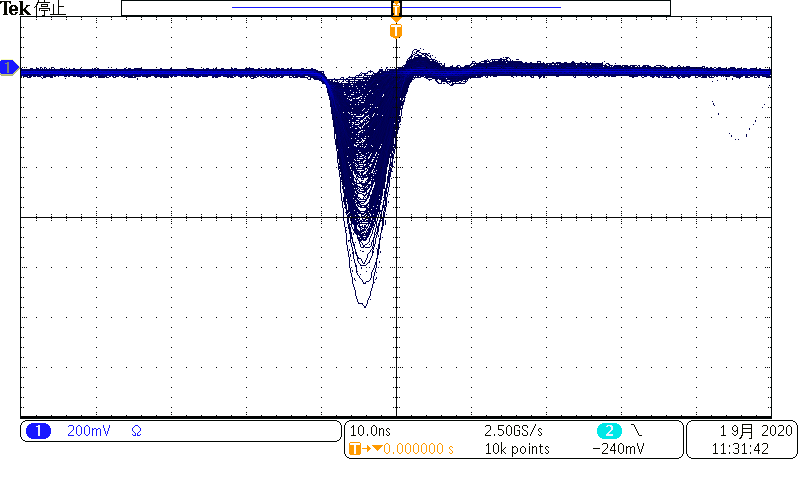 Tek 停止
T
T
1
1 200mV Ω
10.0ns 2.50GS/s 2 -240mV
T→▼0.000000 s 10k points
1 9月 2020
11:31:42